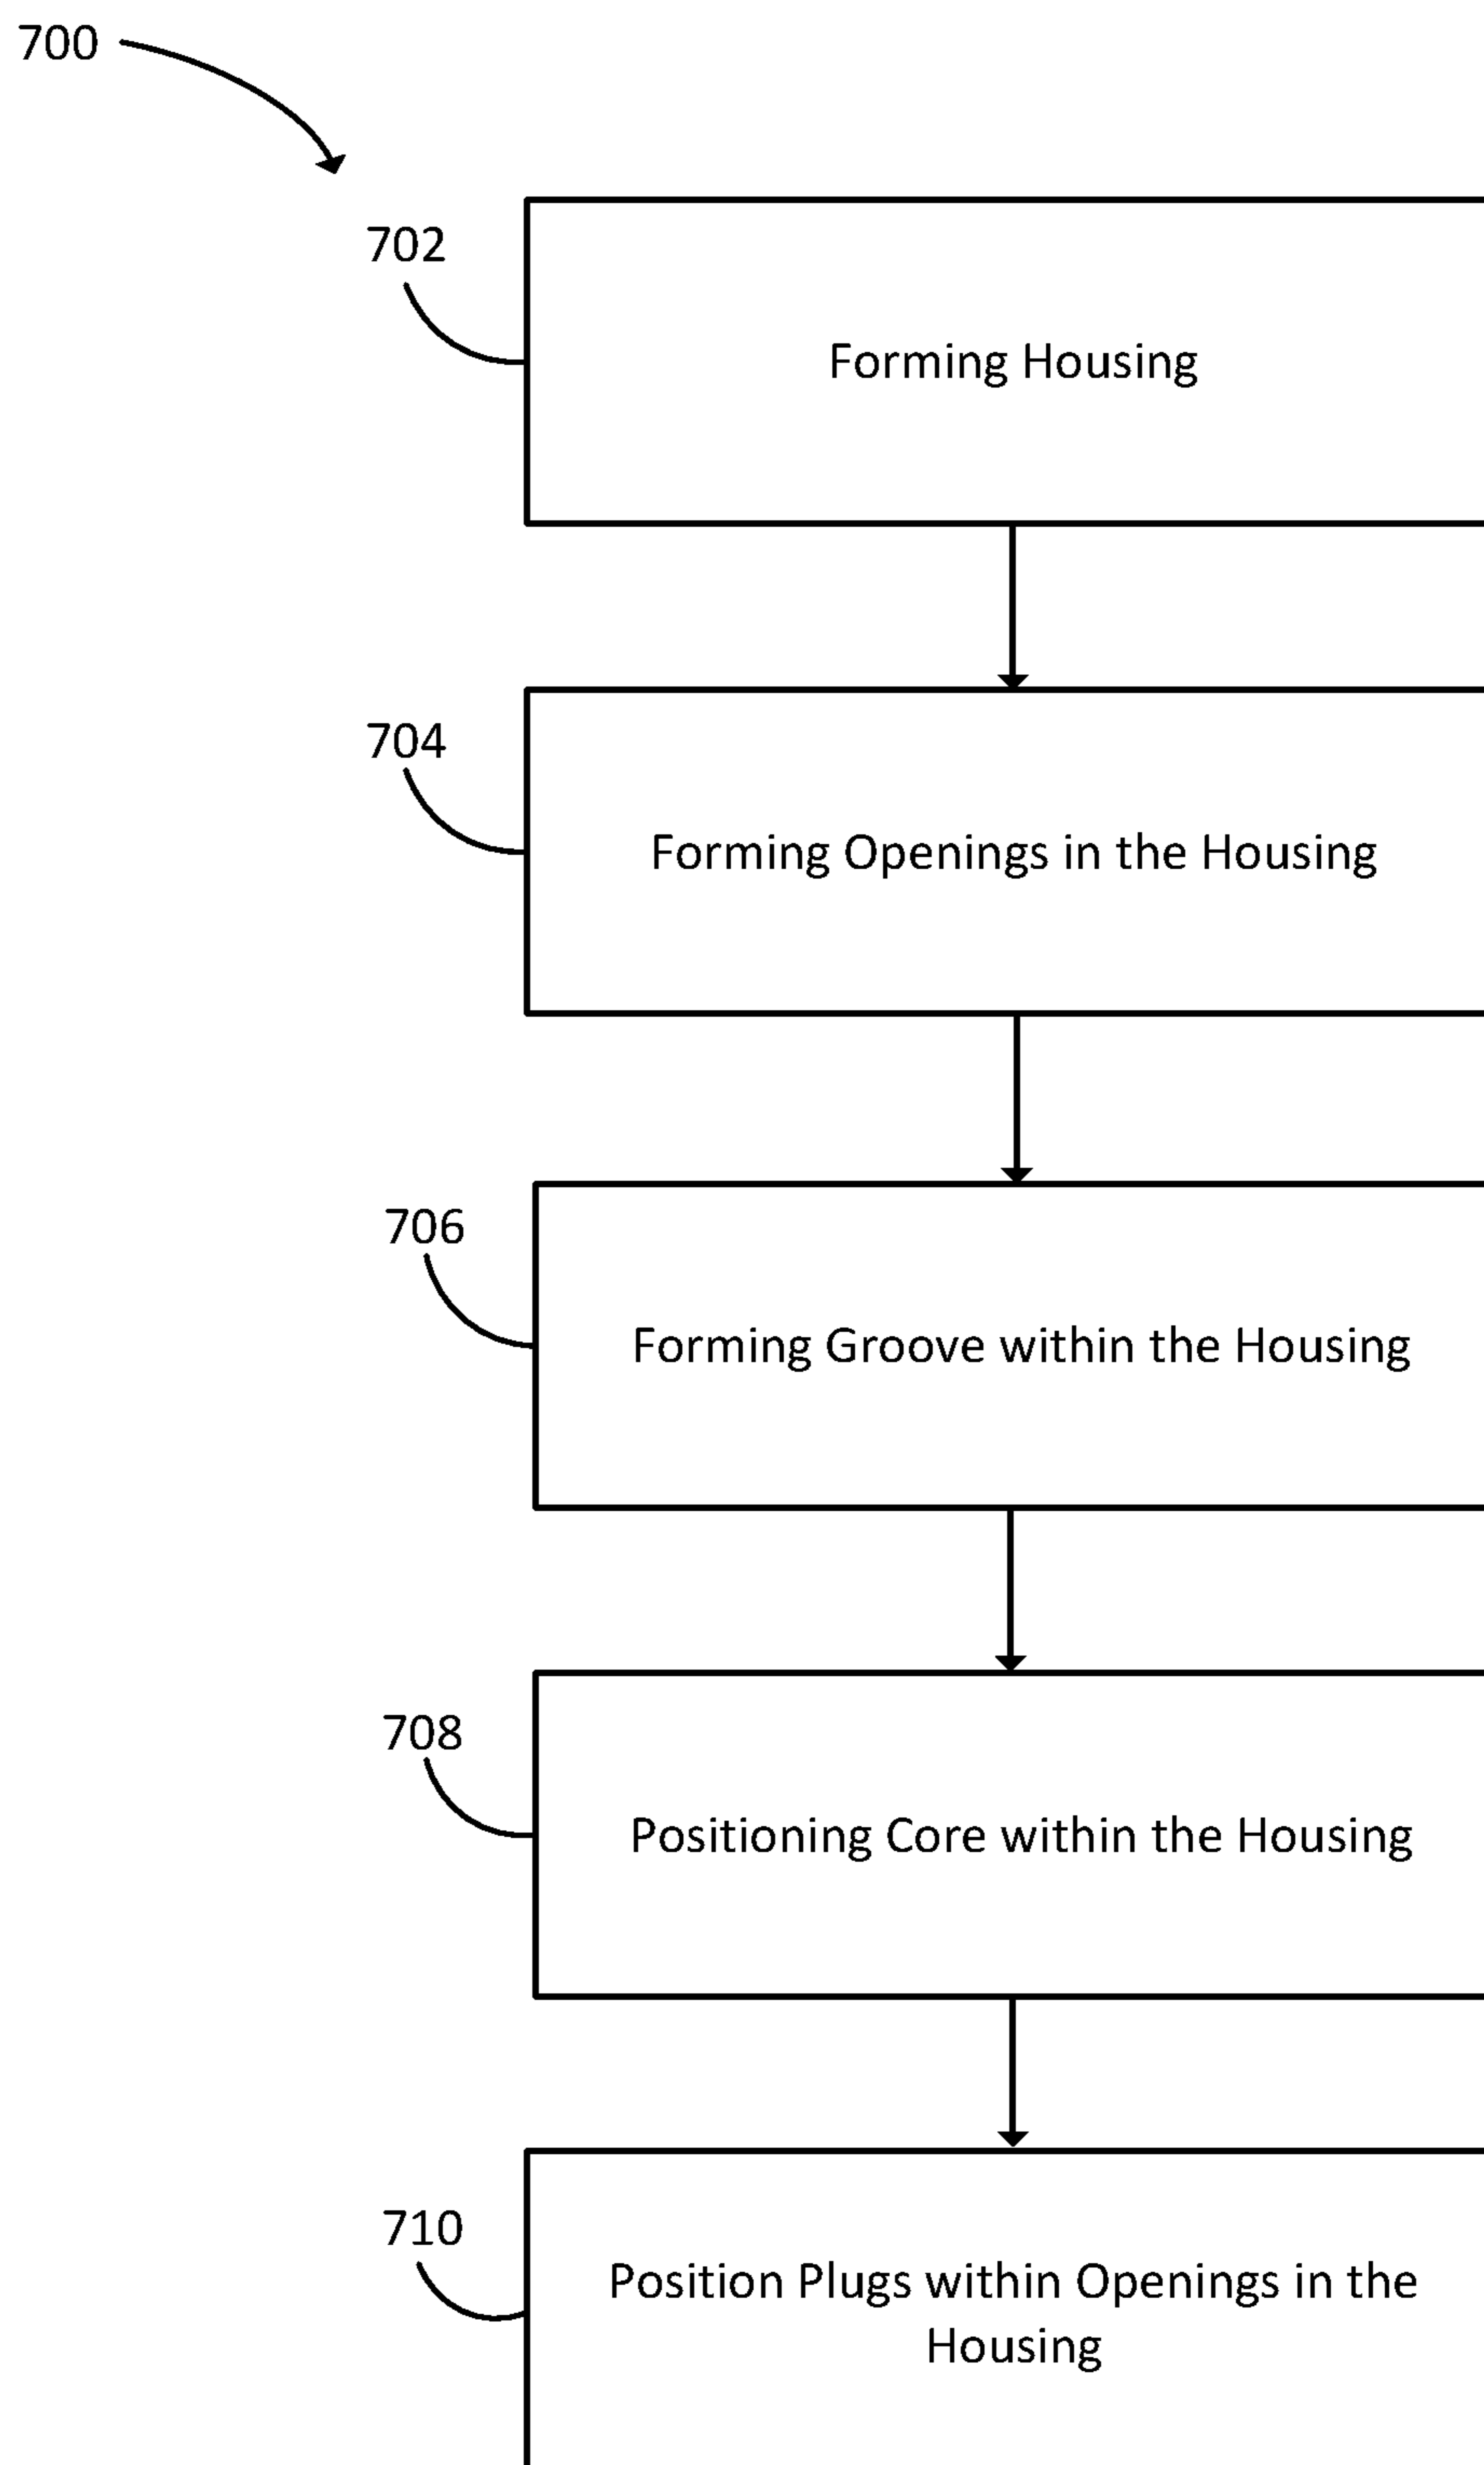 700
702
Forming Housing
704
Forming Openings in the Housing
706
Forming Groove within the Housing
708
Positioning Core within the Housing
710
Position Plugs within Openings in the
Housing